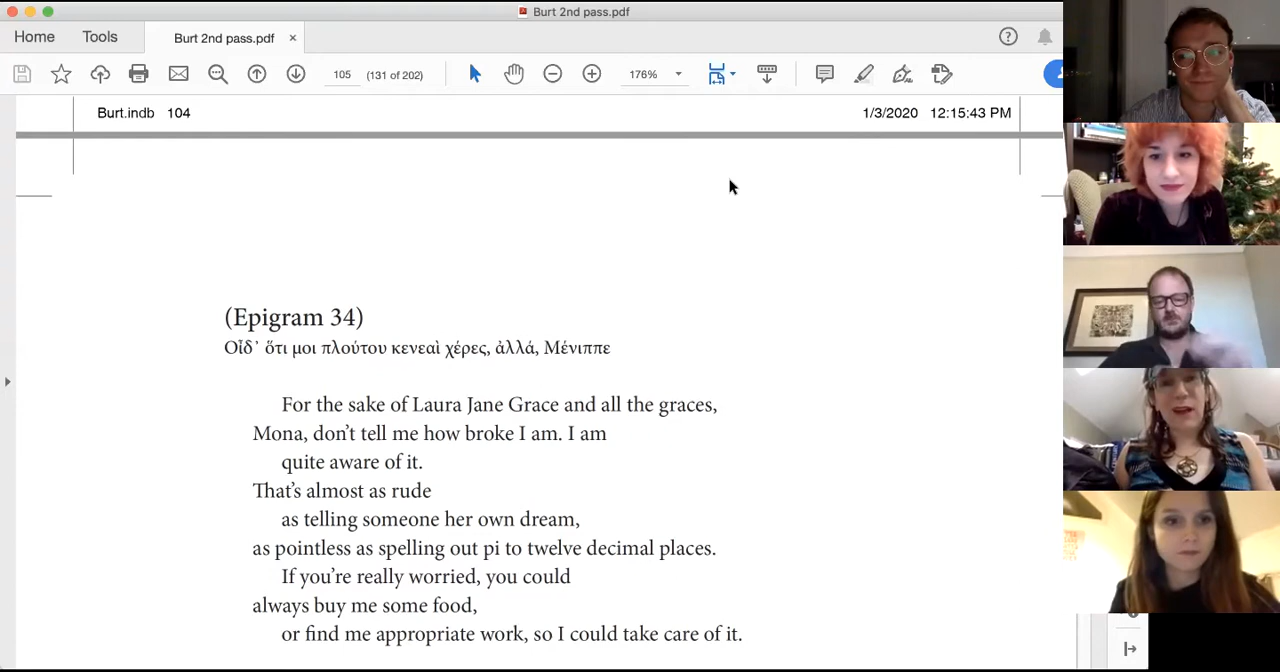 Burt 2nd pass.pdf
Home
Tools
Burt 2nd pass.pdf ×
105 (131 of 202)
176%
Burt.indb 104
1/3/2020 12:15:43 PM
(Epigram 34)
Οἶδ᾽ ὅτι μοι πλούτου κενεαὶ χέρες, ἀλλά, Μένιππε
For the sake of Laura Jane Grace and all the graces,
Mona, don’t tell me how broke I am. I am
quite aware of it.
That’s almost as rude
as telling someone her own dream,
as pointless as spelling out pi to twelve decimal places.
If you’re really worried, you could
always buy me some food,
or find me appropriate work, so I could take care of it.